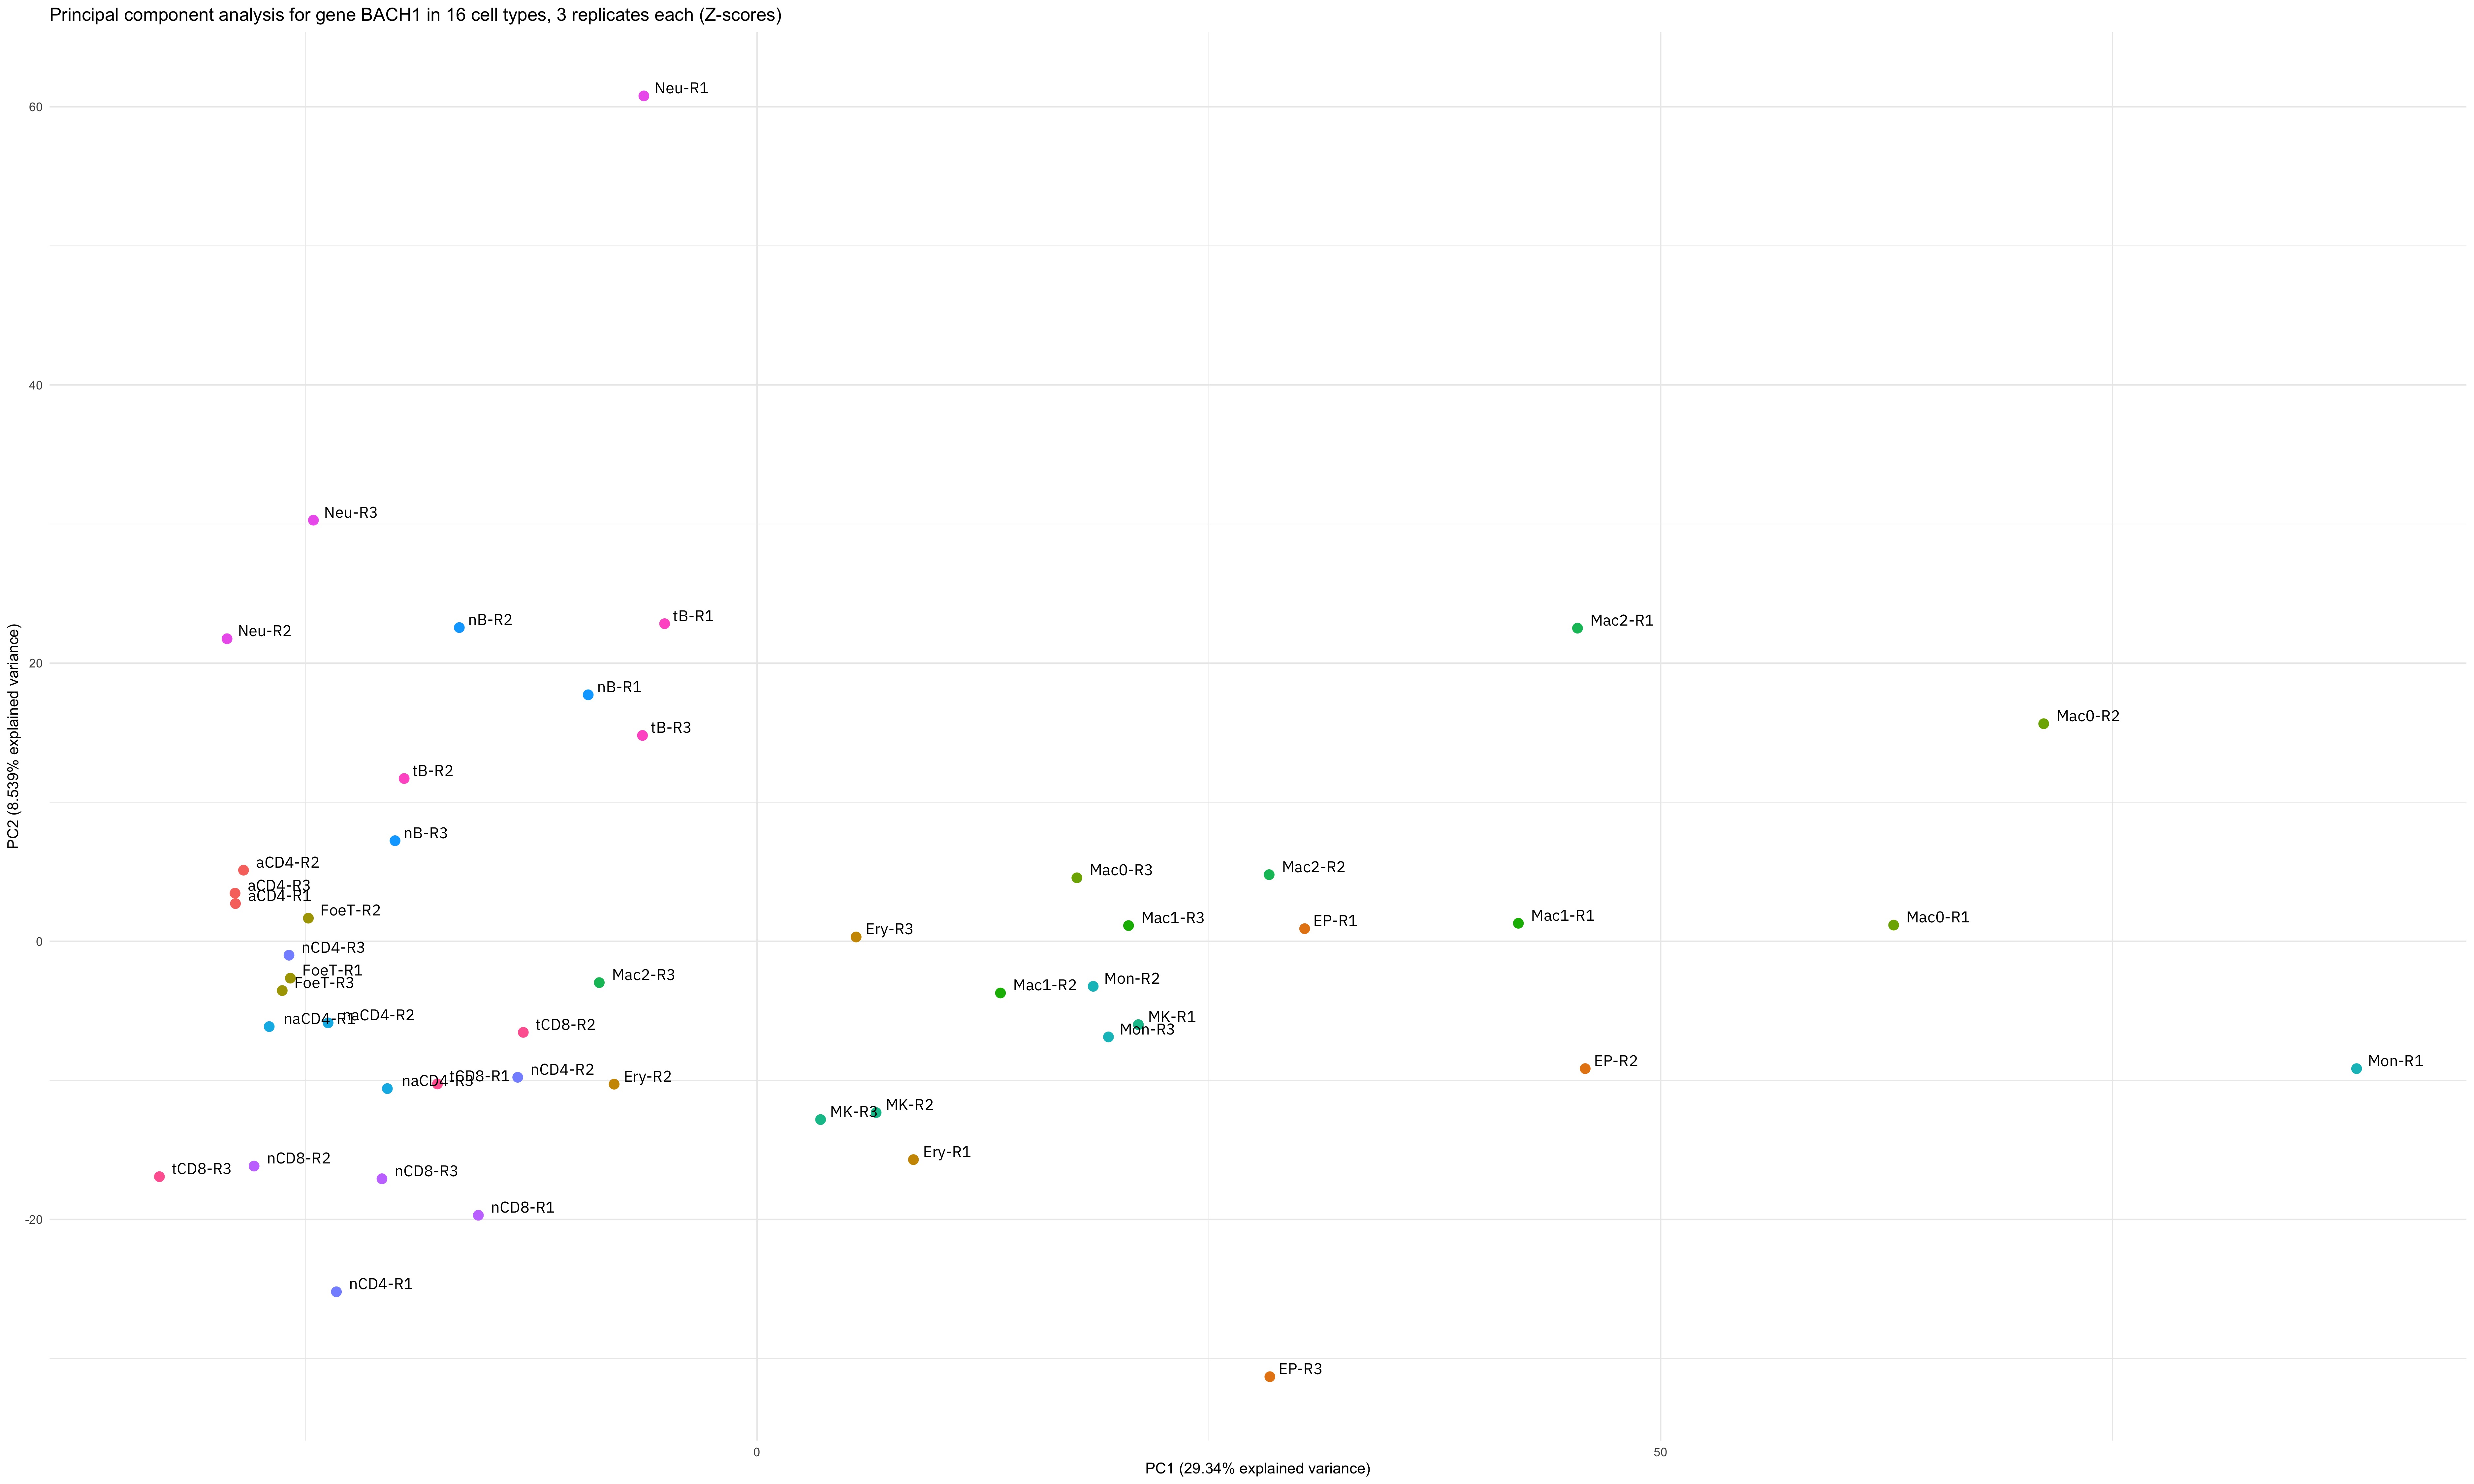 Principal component analysis for gene BACH1 in 16 cell types, 3 replicates each (Z-scores)
Neu-R1
60
40
Neu-R3
tB-R1
nB-R2
Mac2-R1
Neu-R2
20
nB-R1
Mac0-R2
tB-R3
tB-R2
nB-R3
PC2 (8.539% explained variance)
aCD4-R2
Mac2-R2
Mac0-R3
aCD4-R3
aCD4-R1
FoeT-R2
Mac1-R1
Mac0-R1
Mac1-R3
EP-R1
Ery-R3
0
nCD4-R3
FoeT-R1
Mac2-R3
Mon-R2
FoeT-R3
Mac1-R2
naCD4-R2
MK-R1
naCD4-R1
tCD8-R2
Mon-R3
EP-R2
Mon-R1
nCD4-R2
tCD8-R1
Ery-R2
naCD4-R3
MK-R2
MK-R3
Ery-R1
nCD8-R2
tCD8-R3
nCD8-R3
nCD8-R1
-20
nCD4-R1
EP-R3
0
50
PC1 (29.34% explained variance)